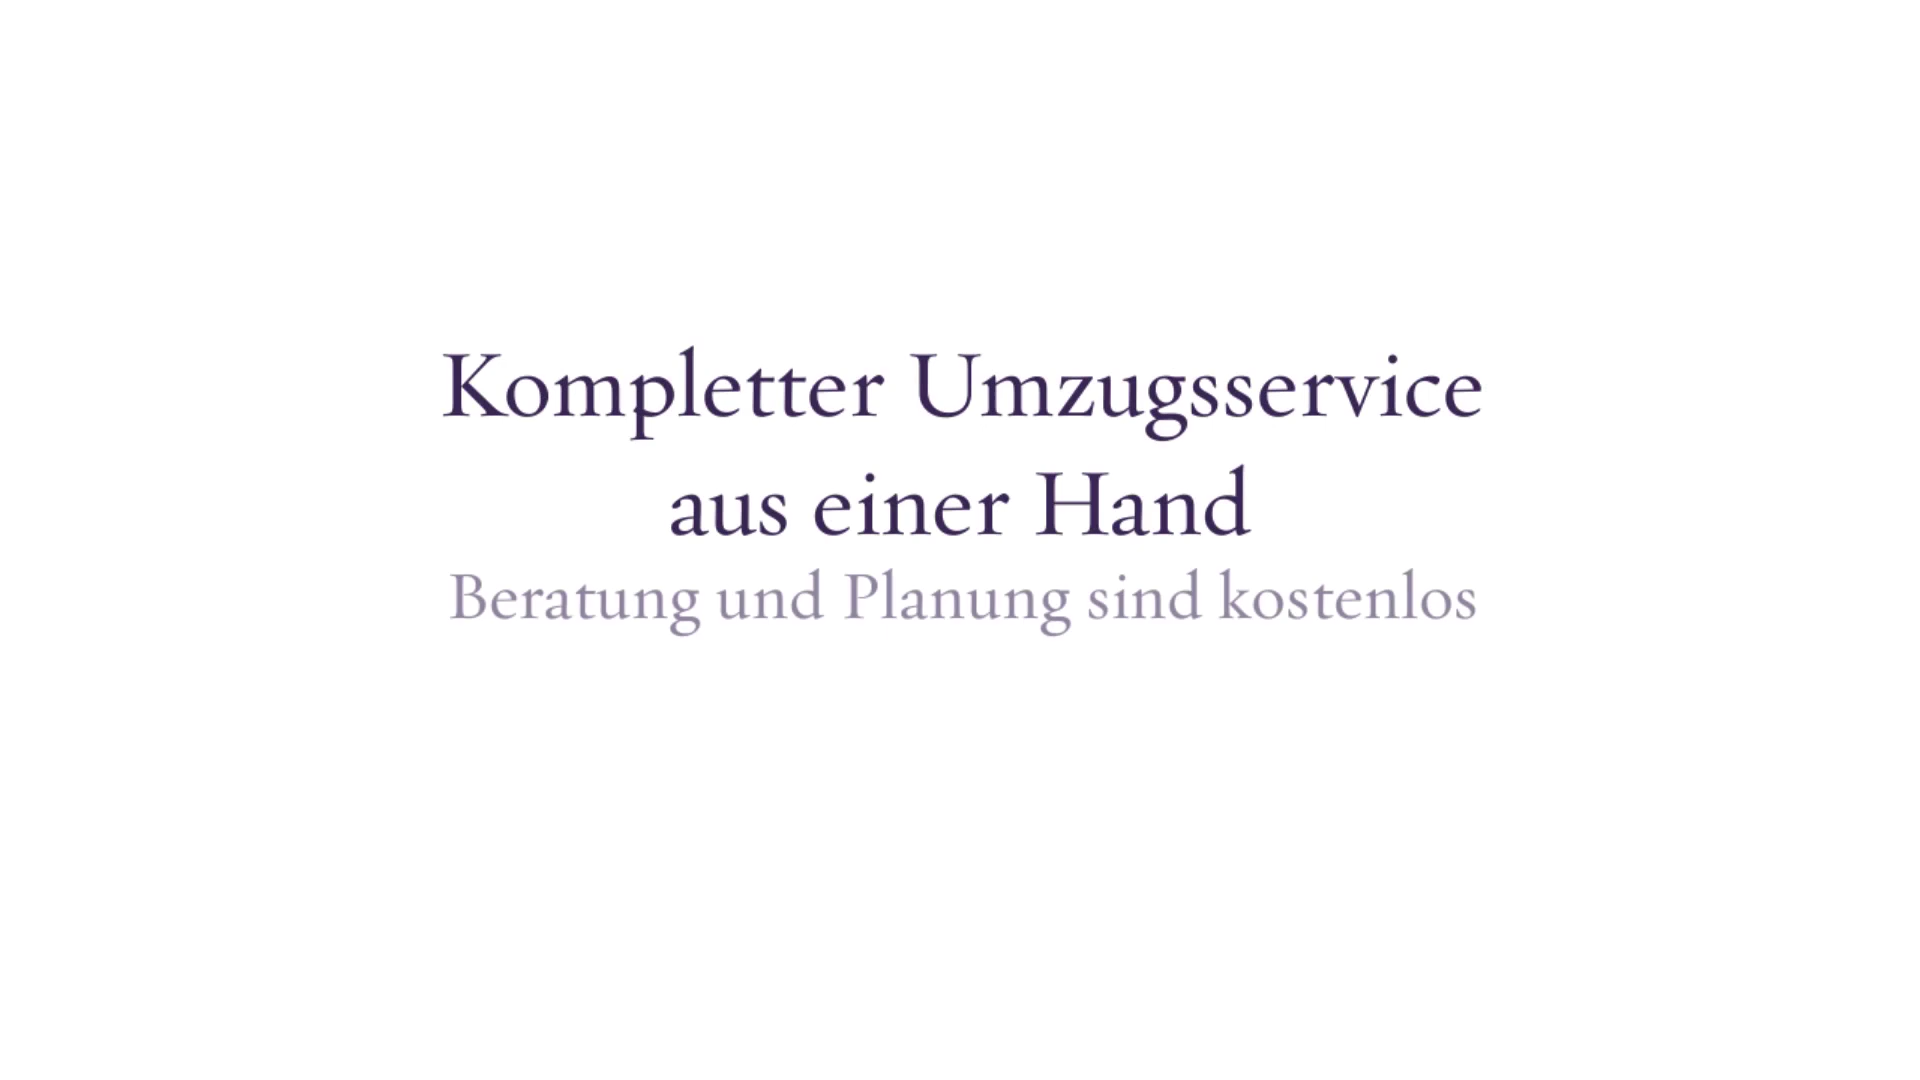 Kompletter Umzugsservice
aus einer Hand
Beratung und Planung sind kostenlos